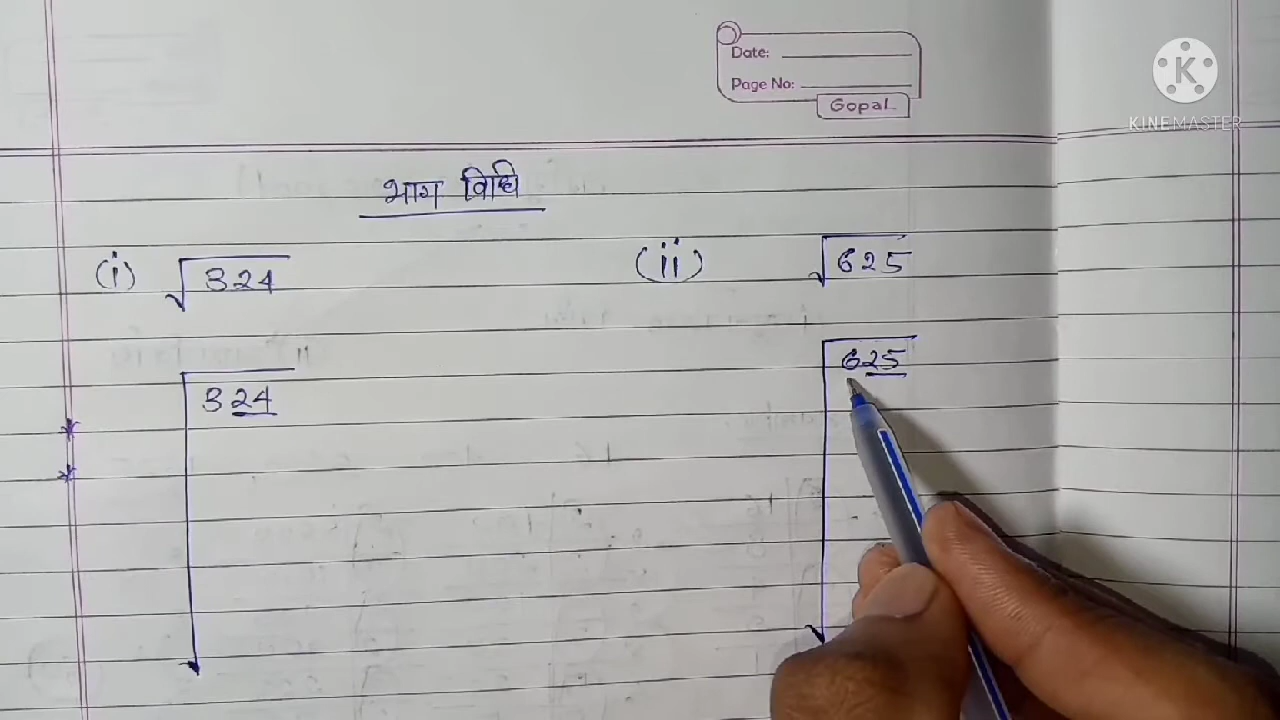 Date:
Page No:
Gopal
K
KINEMASTER
भाग विधि
(i) √324
(ii) √625
324
625